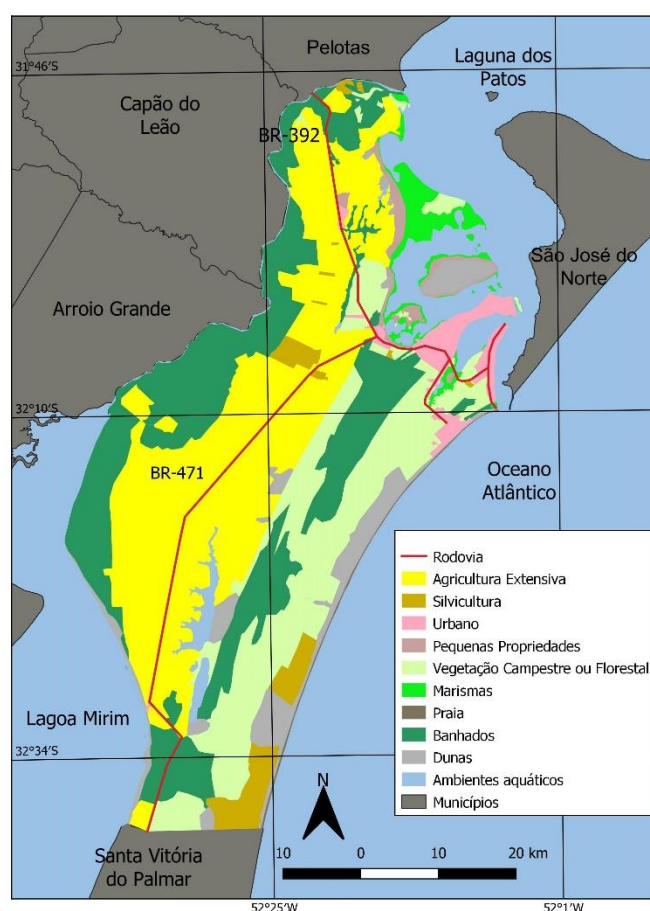 Pelotas
Laguna dos
Patos
31°46'S
Capão do
Leão
BR-392
São José do
Norte
Arroio Grande
32°10'S
BR-471
Oceano
Atlântico
Rodovia
Agricultura Extensiva
Silvicultura
Urbano
Pequenas Propriedades
Vegetação Campestre ou Florestal
Marismas
Praia
Banhados
Dunas
Ambientes aquáticos
Municípios
Lagoa Mirim
32°34'S
N
Santa Vitória
do Palmar
10 0 10 20 km
52°25'W 52°1'W